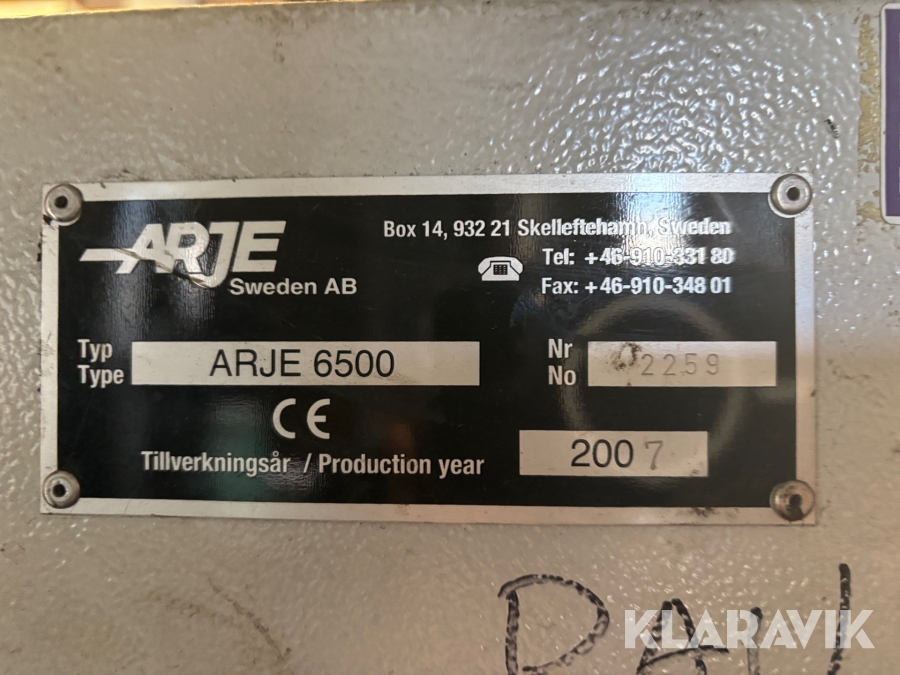 ARJE
Sweden AB
Box 14, 932 21 Skelleftehamn, Sweden
Tel: +46-910-331 80
Fax: +46-910-348 01
Typ
Type
ARJE 6500
Nr
No
2259
CE
Tillverkningsår / Production year
2007
KLARAVIK